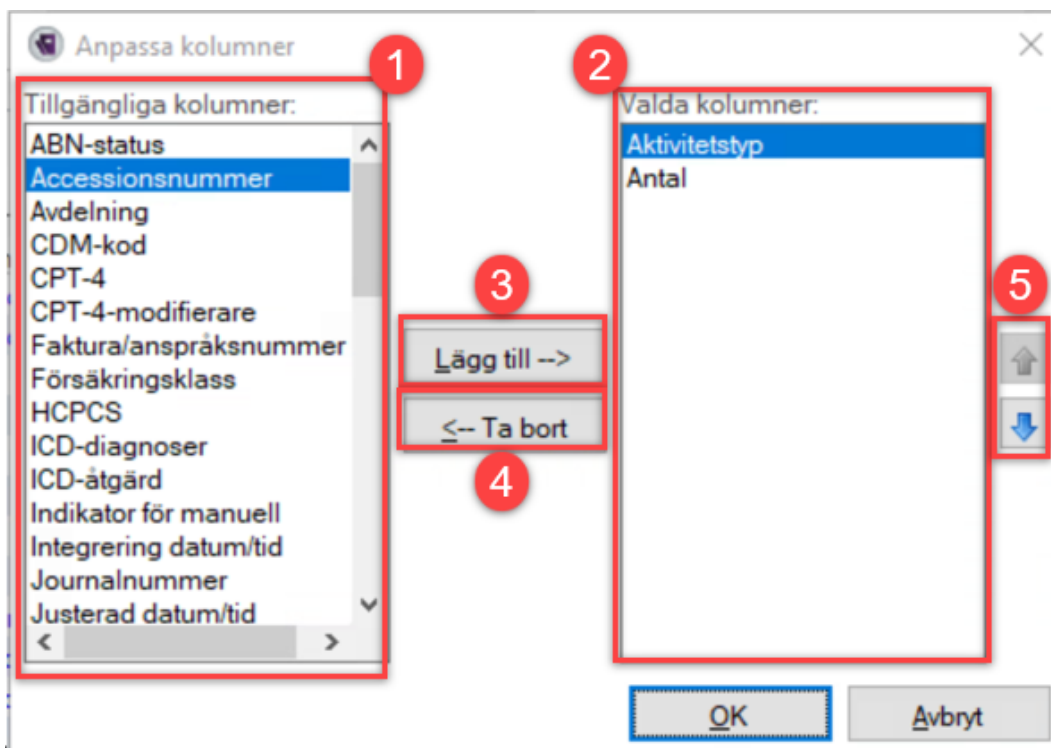 Anpassa kolumner
1
2
Tillgängliga kolumner:
Valda kolumner:
ABN-status
Accessionsnummer
Avdelning
CDM-kod
CPT-4
CPT-4-modifierare
Faktura/anspråksnummer
Försäkringsklass
HCPCS
ICD-diagnoser
ICD-åtgärd
Indikator för manuell
Integrering datum/tid
Journalnummer
Justerad datum/tid
Aktivitetstyp
Antal
3
Lägg till -->
<-- Ta bort
4
5
OK
Avbryt